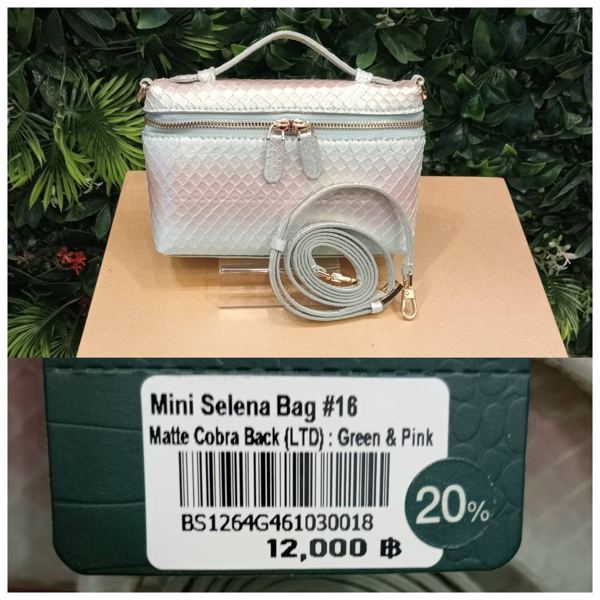 Mini Selena Bag #16
Matte Cobra Back (LTD) : Green & Pink
BS1264G461030018
12,000 ฿
20%